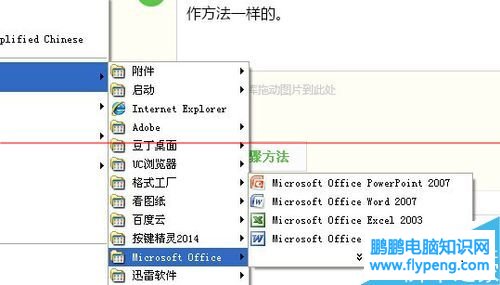 作方法一样的。
plified Chinese
附件
启动
库拖动图片到此处
Internet Explorer
Adobe
豆丁桌面
UC浏览器
骤方法
格式工厂
Microsoft Office PowerPoint 2007
看图纸
Microsoft Office Word 2007
百度云
Microsoft Office Excel 2003
按键精灵2014
Microsoft Office
Microsoft Office
迅雷软件
鹏鹏电脑知识网
www.flypeng.com